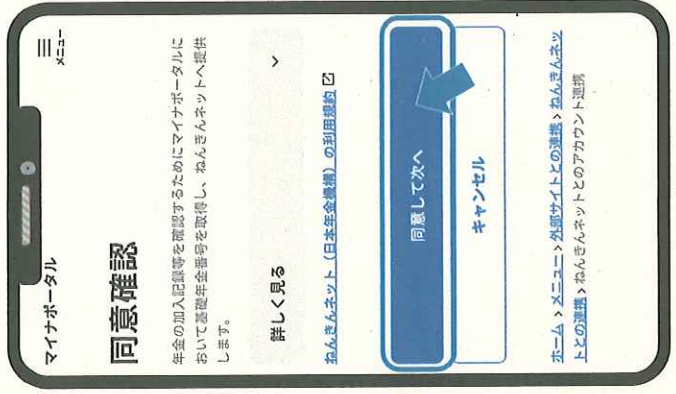 マイナポータル
メニュー
同意確認
年金の加入記録等を確認するためにマイナポータルに
おいて基礎年金番号を取得し、ねんきんネットへ提供
します。
詳しく見る
ねんきんネット（日本年金機構）の利用規約
同意して次へ
キャンセル
ホーム > メニュー > 外部サイトとの連携 > ねんきんネッ
トとの連携 > ねんきんネットとのアカウント連携